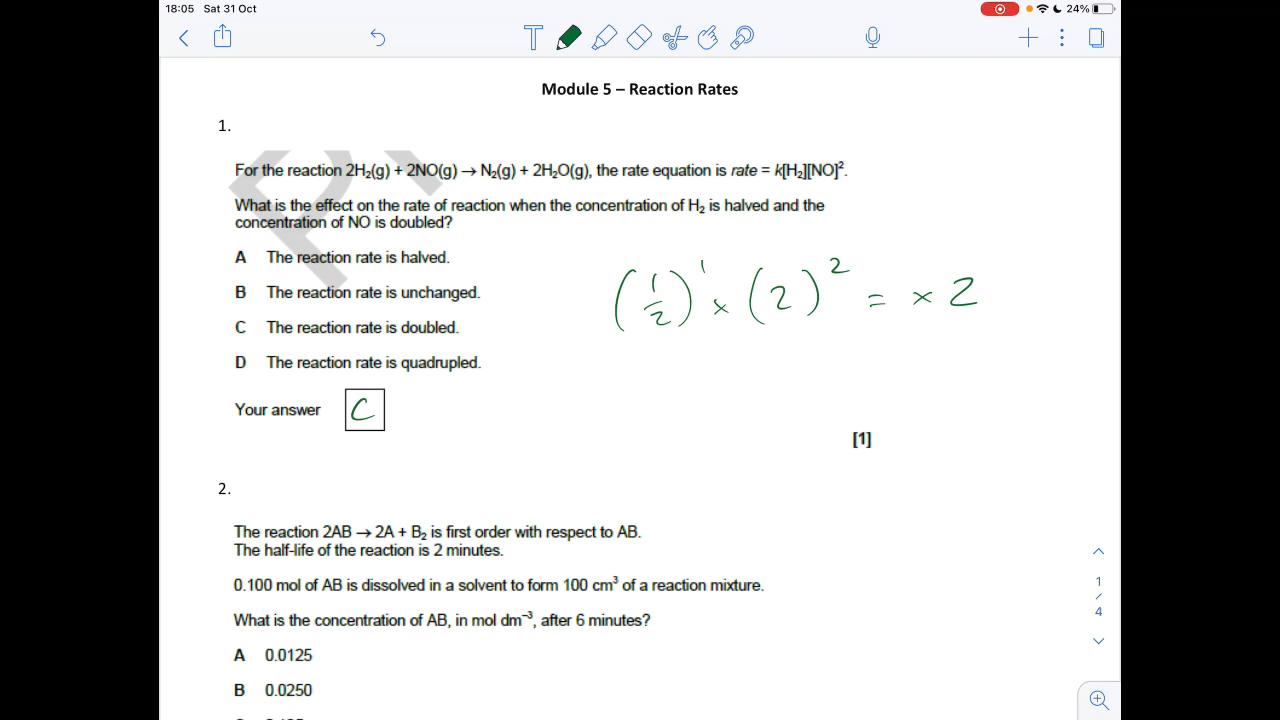 18:05 Sat 31 Oct
24%
Module 5 – Reaction Rates
1.
For the reaction 2H₂(g) + 2NO(g) → N₂(g) + 2H₂O(g), the rate equation is rate = k[H₂][NO]².
What is the effect on the rate of reaction when the concentration of H₂ is halved and the
concentration of NO is doubled?
A The reaction rate is halved.
B The reaction rate is unchanged.
C The reaction rate is doubled.
D The reaction rate is quadrupled.
(1/2)¹ × (2)² = × 2
Your answer C
[1]
2.
The reaction 2AB → 2A + B₂ is first order with respect to AB.
The half-life of the reaction is 2 minutes.
0.100 mol of AB is dissolved in a solvent to form 100 cm³ of a reaction mixture.
What is the concentration of AB, in mol dm⁻³, after 6 minutes?
A 0.0125
B 0.0250
1
/
4